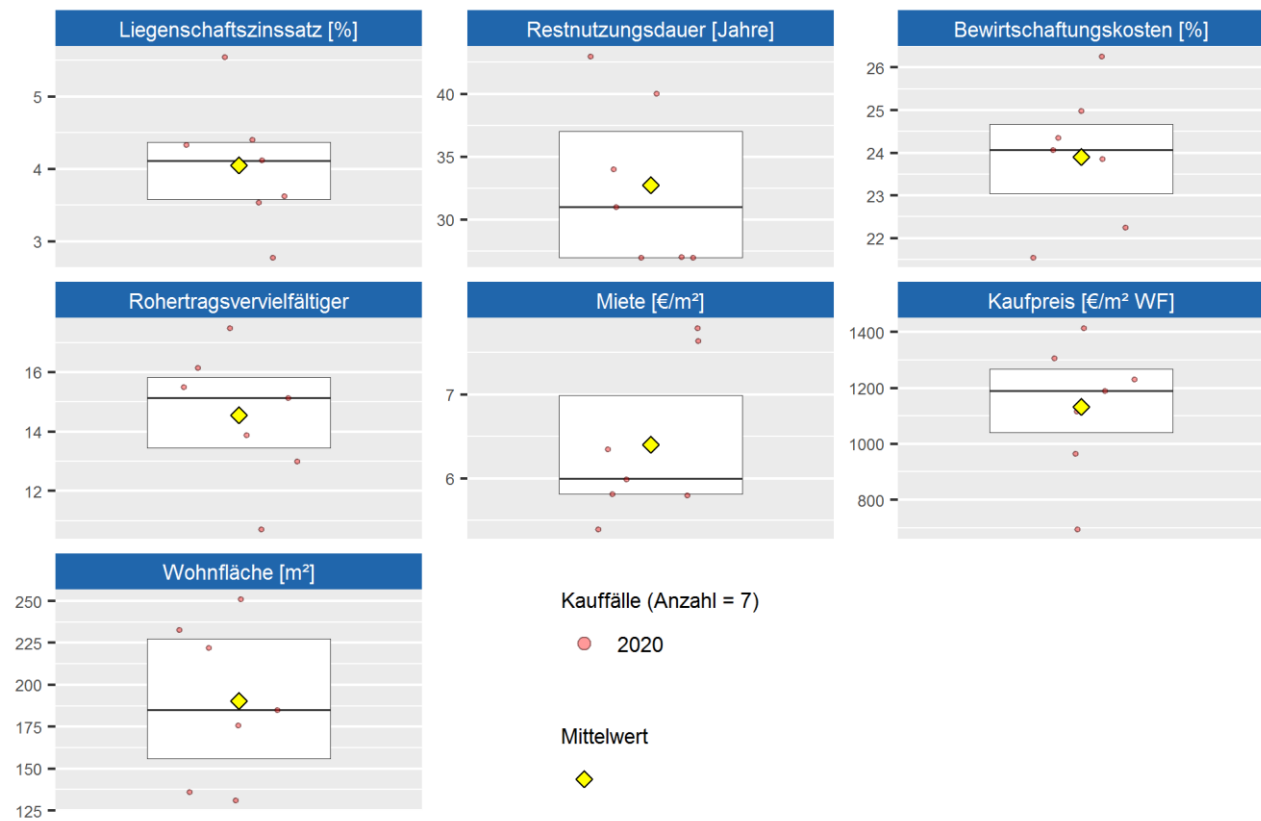 Liegenschaftszinssatz [%]
5
4
3
Restnutzungsdauer [Jahre]
40
30
Bewirtschaftungskosten [%]
26
25
24
23
22
Rohertragsvervielfältiger
16
14
12
Miete [€/m²]
7
6
Kaufpreis [€/m² WF]
1400
1200
1000
800
Wohnfläche [m²]
250
225
200
175
150
125
Kauffälle (Anzahl = 7)
2020
Mittelwert